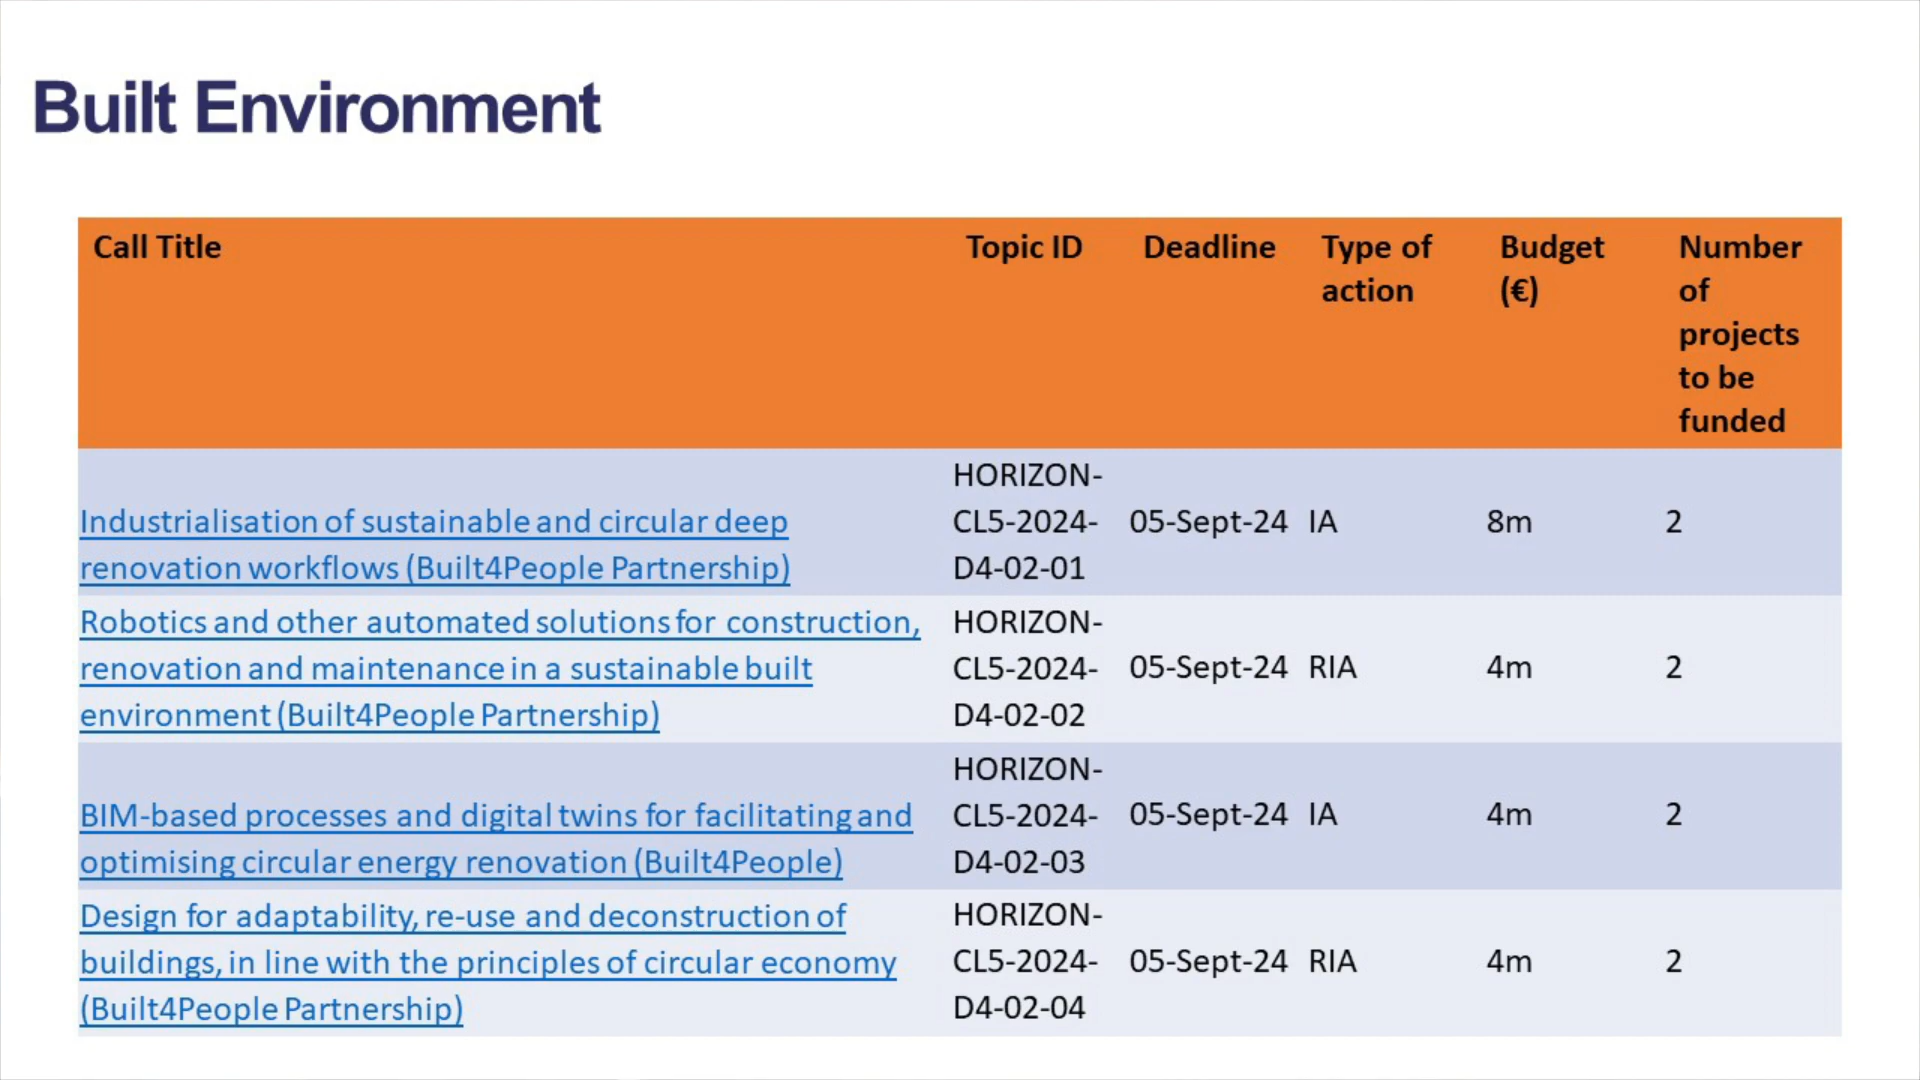 Built Environment
Call Title
Topic ID
Deadline
Type of
action
Budget
(€)
Number
of
projects
to be
funded
Industrialisation of sustainable and circular deep
renovation workflows (Built4People Partnership)
HORIZON-
CL5-2024-
D4-02-01
05-Sept-24
IA
8m
2
Robotics and other automated solutions for construction,
renovation and maintenance in a sustainable built
environment (Built4People Partnership)
HORIZON-
CL5-2024-
D4-02-02
05-Sept-24
RIA
4m
2
BIM-based processes and digital twins for facilitating and
optimising circular energy renovation (Built4People)
HORIZON-
CL5-2024-
D4-02-03
05-Sept-24
IA
4m
2
Design for adaptability, re-use and deconstruction of
buildings, in line with the principles of circular economy
(Built4People Partnership)
HORIZON-
CL5-2024-
D4-02-04
05-Sept-24
RIA
4m
2